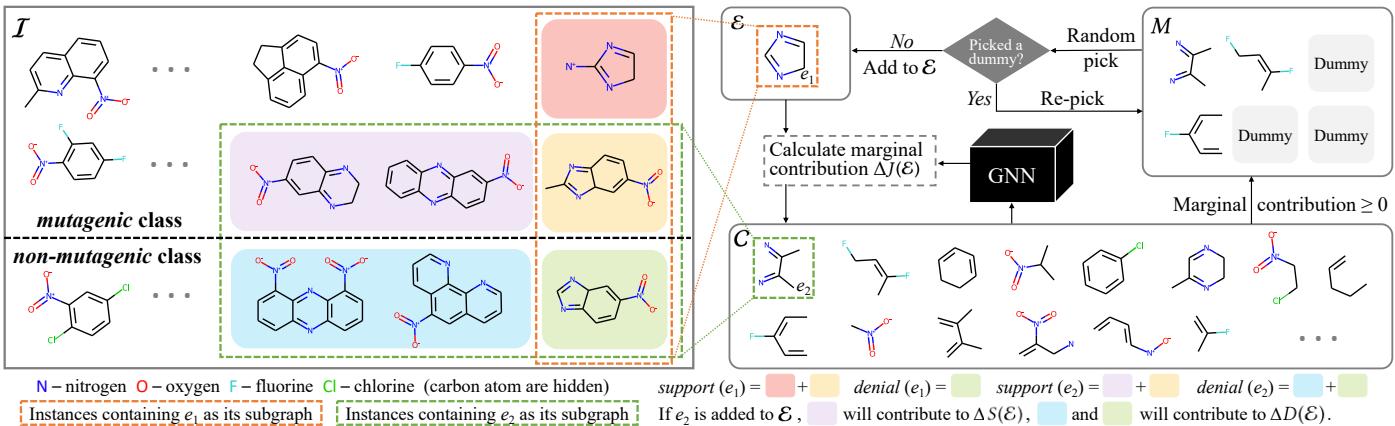 I
mutagenic class
non-mutagenic class
N – nitrogen O – oxygen F – fluorine Cl – chlorine (carbon atom are hidden)
Instances containing e1 as its subgraph
Instances containing e2 as its subgraph
ℰ
e1
No
Add to ℰ
Picked a
dummy?
Yes
Random
pick
Re-pick
M
Dummy
Dummy
Dummy
Calculate marginal
contribution ΔJ(ℰ)
GNN
Marginal contribution ≥ 0
C
e2
support (e1) = + denial (e1) = support (e2) = + denial (e2) = +
If e2 is added to ℰ , will contribute to ΔS(ℰ), and will contribute to ΔD(ℰ).